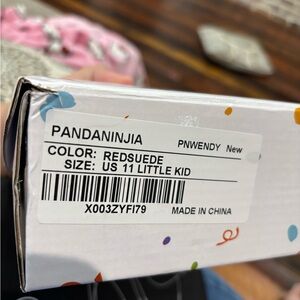 PANDANINJIA PNWENDY New
COLOR: REDSUEDE
SIZE: US 11 LITTLE KID
X003ZYFI79 MADE IN CHINA